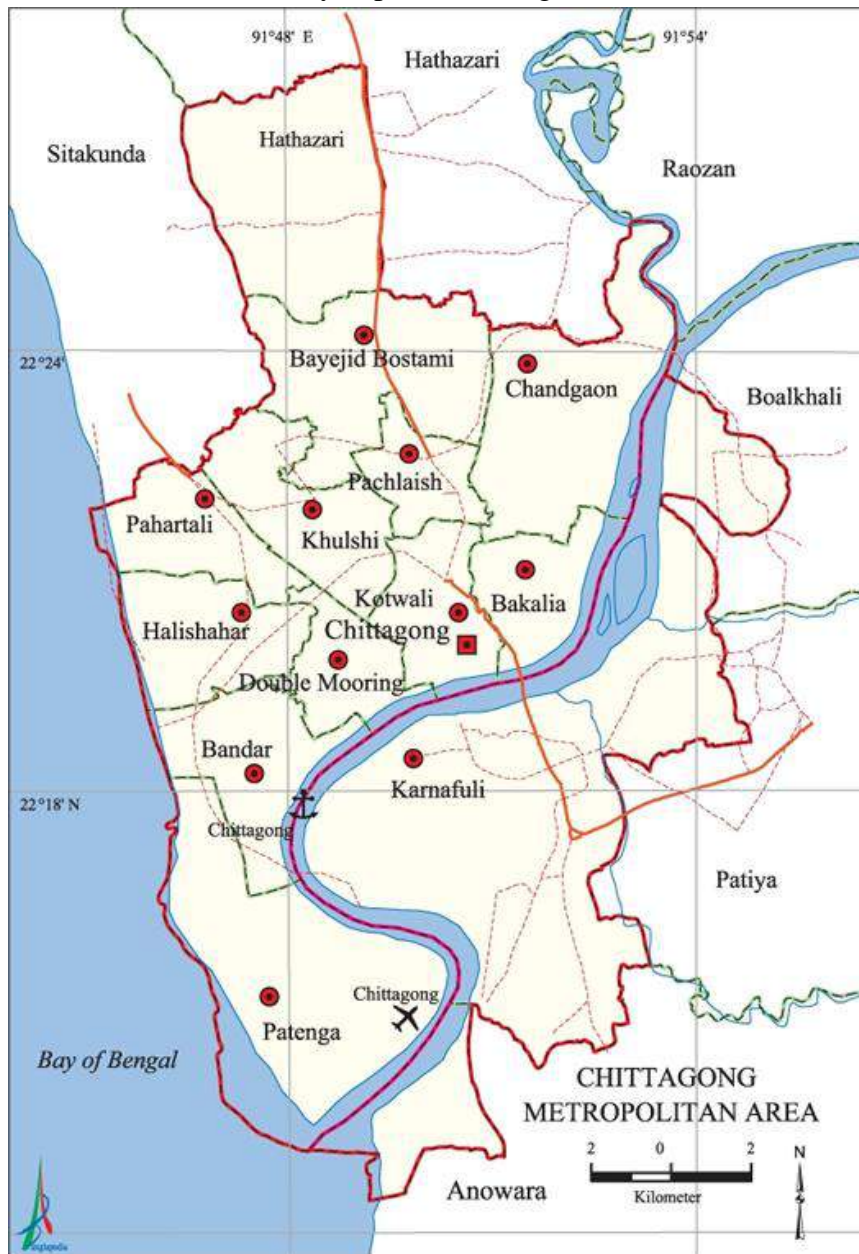 91°48' E
91°54'
Hathazari
Hathazari
Sitakunda
Raozan
22°24'
Bayejid Bostami
Chandgaon
Boalkhali
Pachlaish
Pahartali
Khulshi
Kotwali
Bakalia
Halishahar
Chittagong
Double Mooring
Bandar
Karnafuli
22°18' N
Chittagong
Patiya
Chittagong
Patenga
Bay of Bengal
CHITTAGONG
METROPOLITAN AREA
2 0 2
N
Kilometer
Anowara